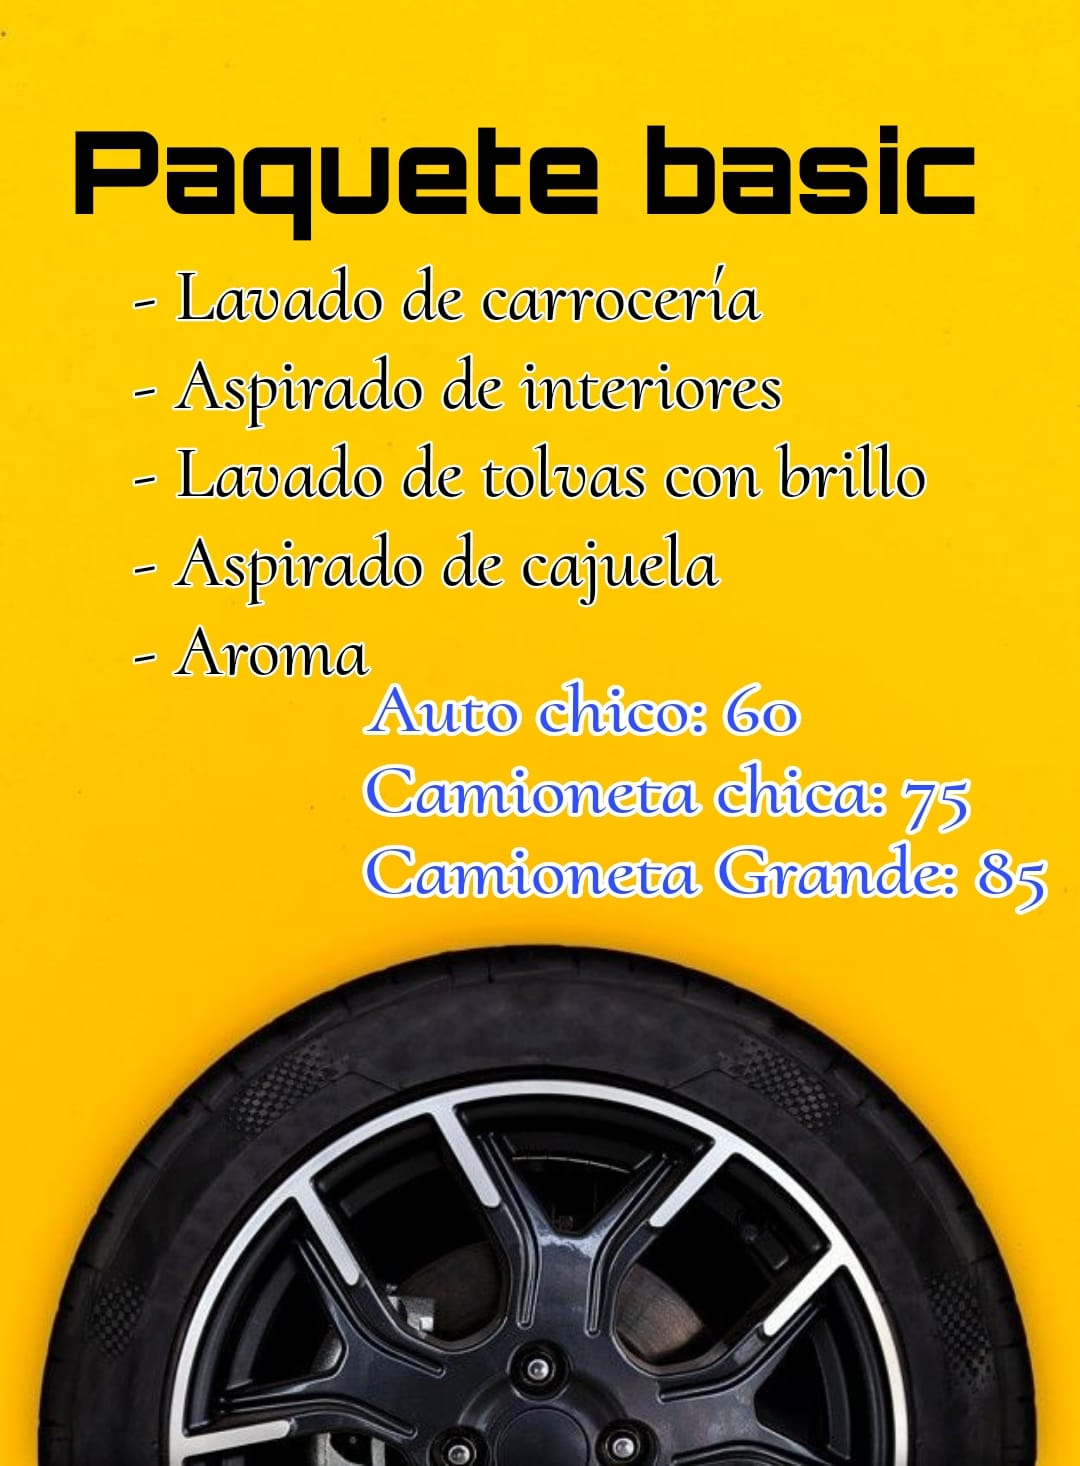 Paquete basic
- Lavado de carrocería
- Aspirado de interiores
- Lavado de tolvas con brillo
- Aspirado de cajuela
- Aroma
Auto chico: 60
Camioneta chica: 75
Camioneta Grande: 85